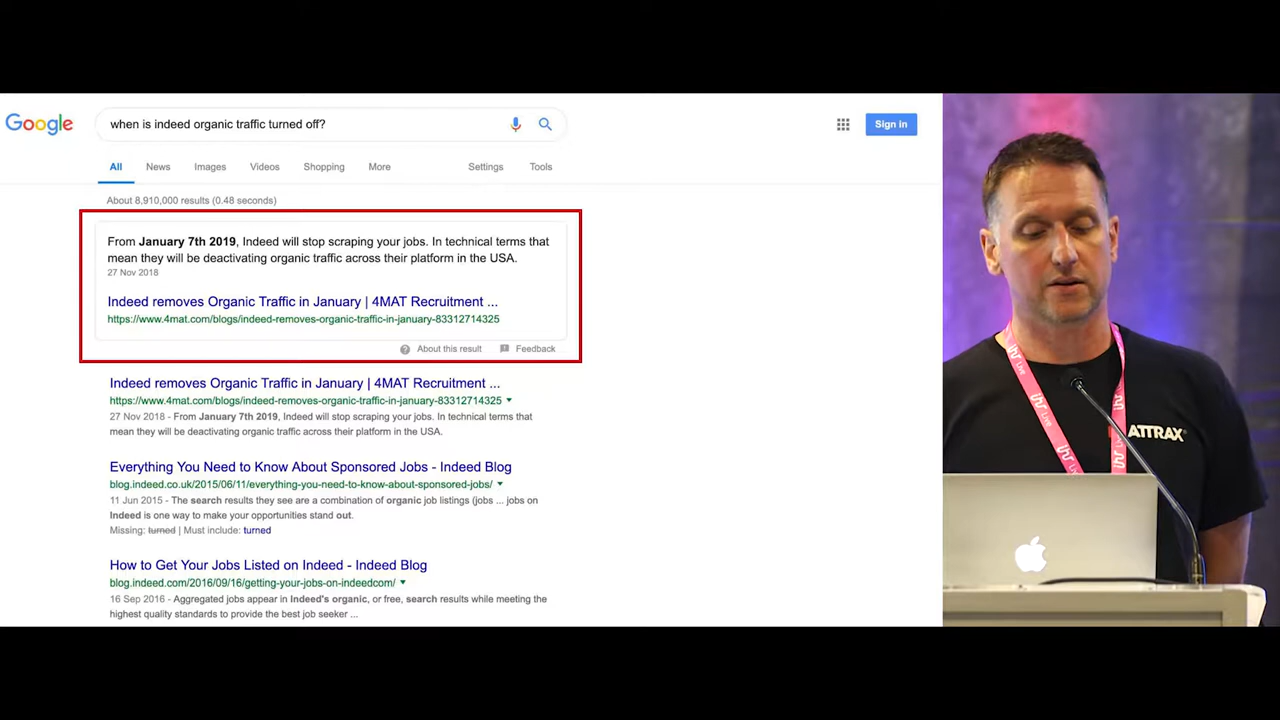 Google
when is indeed organic traffic turned off?
Sign in
All News Images Videos Shopping More Settings Tools
About 8,910,000 results (0.48 seconds)
From January 7th 2019, Indeed will stop scraping your jobs. In technical terms that
mean they will be deactivating organic traffic across their platform in the USA.
27 Nov 2018
Indeed removes Organic Traffic in January | 4MAT Recruitment ...
https://www.4mat.com/blogs/indeed-removes-organic-traffic-in-january-83312714325
About this result Feedback
Indeed removes Organic Traffic in January | 4MAT Recruitment ...
https://www.4mat.com/blogs/indeed-removes-organic-traffic-in-january-83312714325
27 Nov 2018 - From January 7th 2019, Indeed will stop scraping your jobs. In technical terms that
mean they will be deactivating organic traffic across their platform in the USA.
Everything You Need to Know About Sponsored Jobs - Indeed Blog
blog.indeed.co.uk/2015/06/11/everything-you-need-to-know-about-sponsored-jobs/
11 Jun 2015 - The search results they see are a combination of organic job listings (jobs ... jobs on
Indeed is one way to make your opportunities stand out.
Missing: turned | Must include: turned
How to Get Your Jobs Listed on Indeed - Indeed Blog
blog.indeed.com/2016/09/16/getting-your-jobs-on-indeedcom/
16 Sep 2016 - Aggregated jobs appear in Indeed's organic, or free, search results while meeting the
highest quality standards to provide the best job seeker ...
ATTRAX